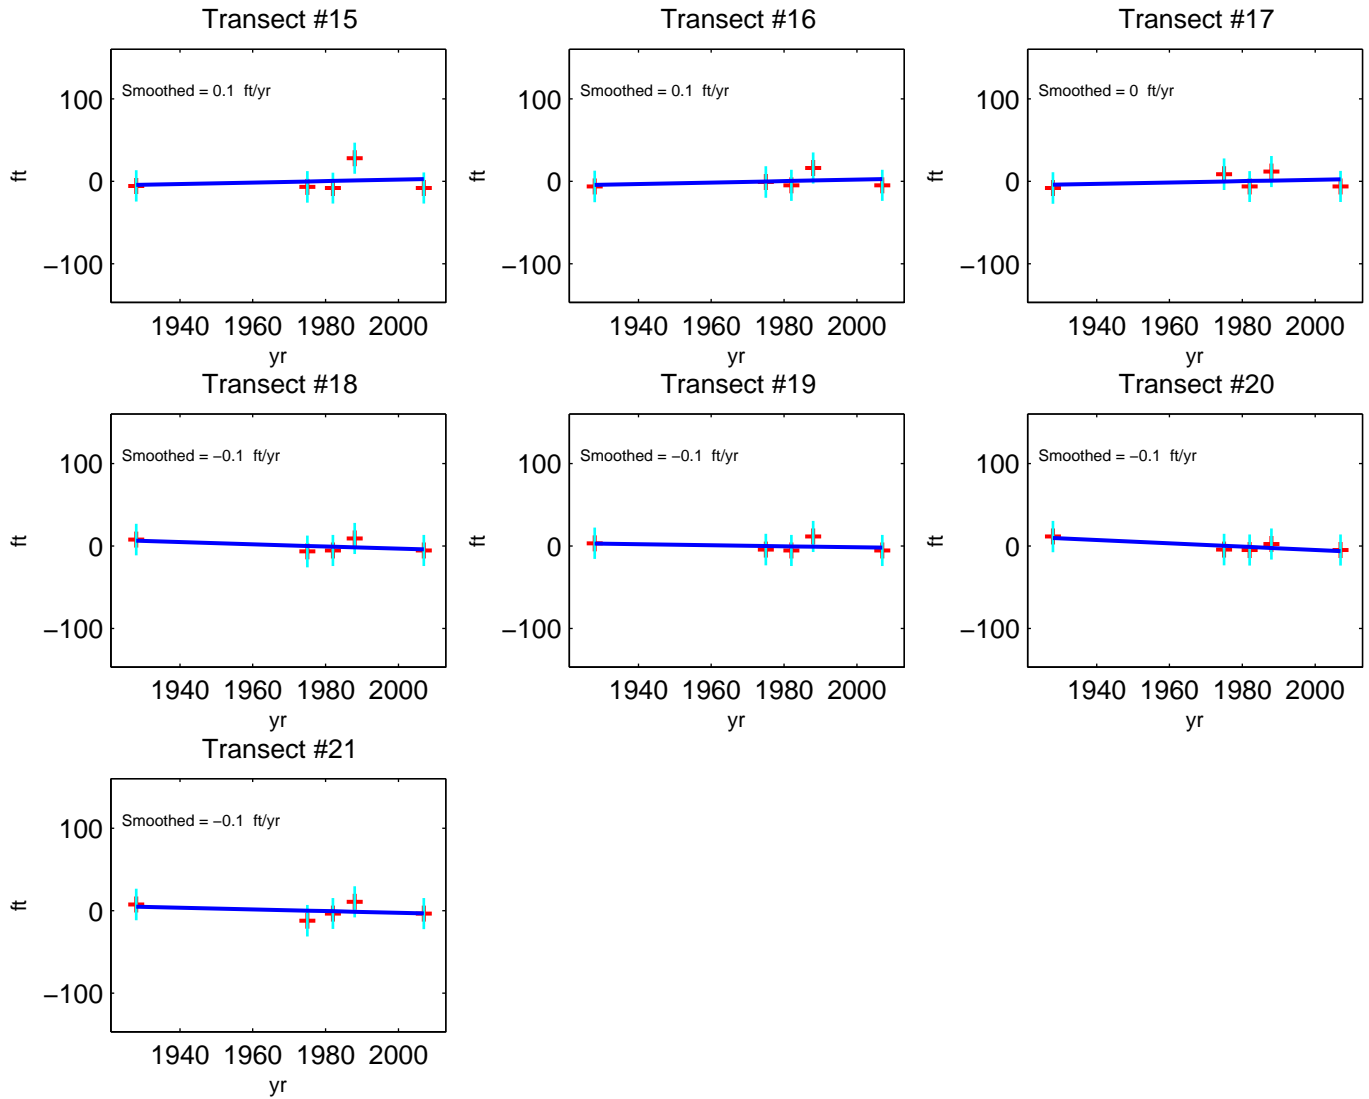 Transect #15
Smoothed = 0.1 ft/yr
100
0
−100
ft
1940 1960 1980 2000
yr
Transect #16
Smoothed = 0.1 ft/yr
100
0
−100
ft
1940 1960 1980 2000
yr
Transect #17
Smoothed = 0 ft/yr
100
0
−100
ft
1940 1960 1980 2000
yr
Transect #18
Smoothed = −0.1 ft/yr
100
0
−100
ft
1940 1960 1980 2000
yr
Transect #19
Smoothed = −0.1 ft/yr
100
0
−100
ft
1940 1960 1980 2000
yr
Transect #20
Smoothed = −0.1 ft/yr
100
0
−100
ft
1940 1960 1980 2000
yr
Transect #21
Smoothed = −0.1 ft/yr
100
0
−100
ft
1940 1960 1980 2000
yr